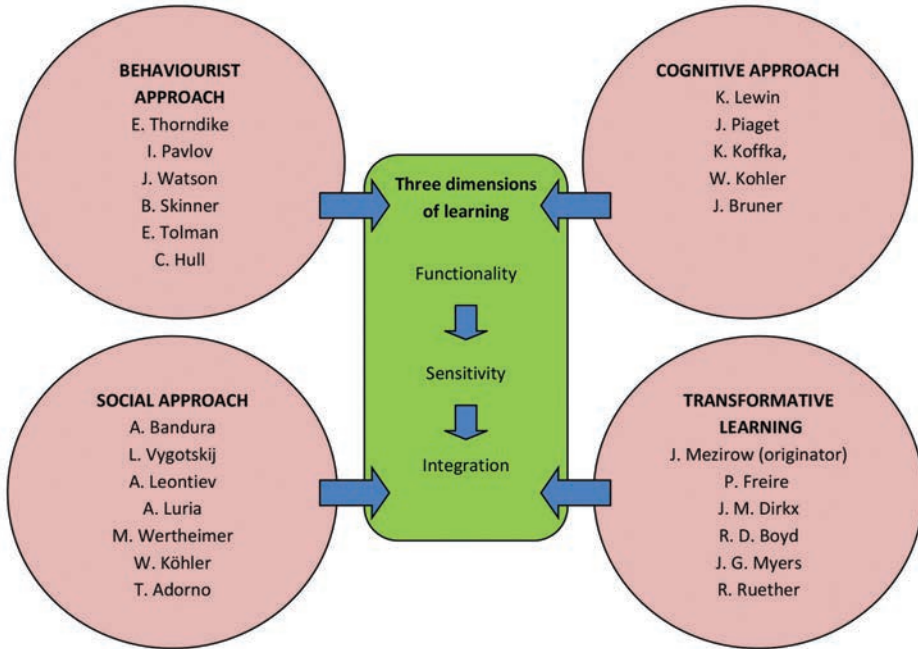 BEHAVIOURIST
APPROACH
E. Thorndike
I. Pavlov
J. Watson
B. Skinner
E. Tolman
C. Hull
COGNITIVE APPROACH
K. Lewin
J. Piaget
K. Koffka,
W. Kohler
J. Bruner
Three dimensions
of learning
Functionality
Sensitivity
Integration
SOCIAL APPROACH
A. Bandura
L. Vygotskij
A. Leontiev
A. Luria
M. Wertheimer
W. Köhler
T. Adorno
TRANSFORMATIVE
LEARNING
J. Mezirow (originator)
P. Freire
J. M. Dirkx
R. D. Boyd
J. G. Myers
R. Ruether